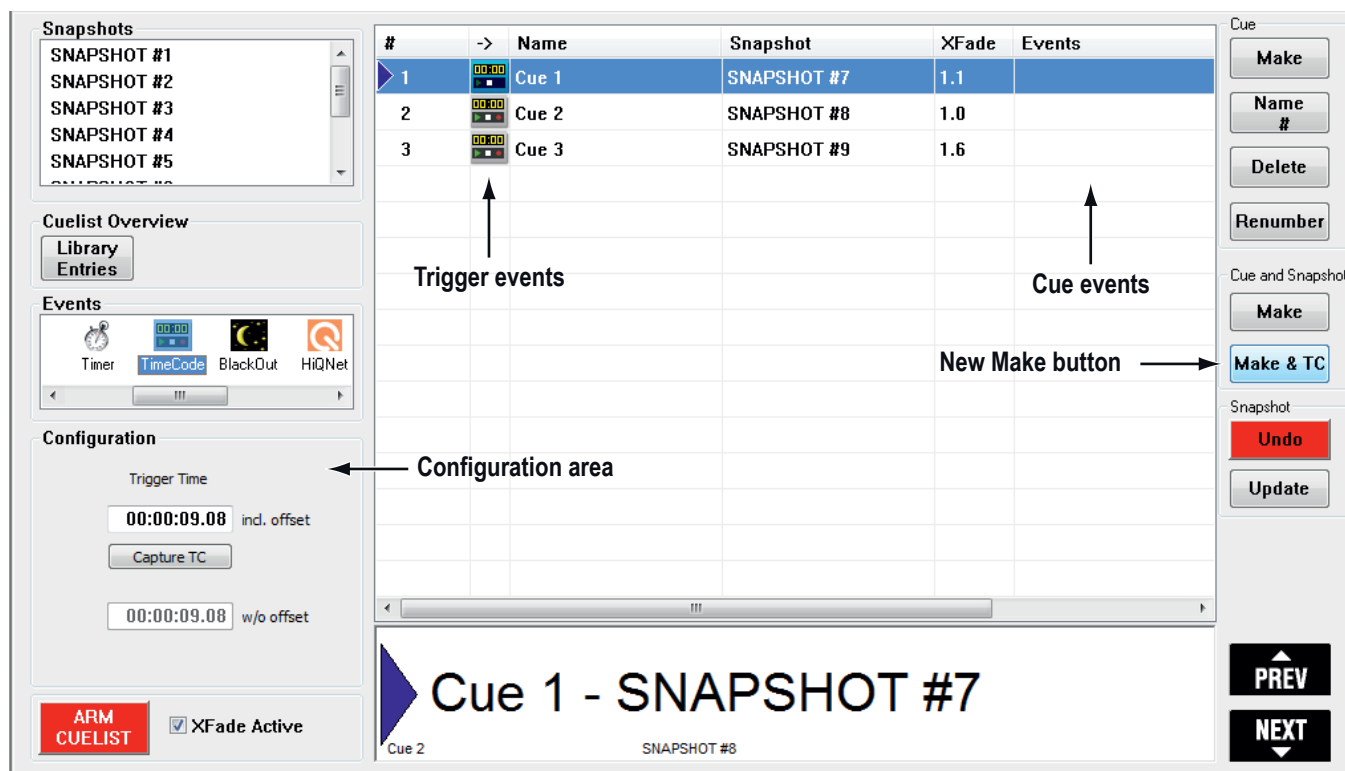 Snapshots
SNAPSHOT #1
SNAPSHOT #2
SNAPSHOT #3
SNAPSHOT #4
SNAPSHOT #5
Cuelist Overview
Library
Entries
Events
00:00
Timer TimeCode BlackOut HiQNet
Configuration
Trigger Time
00:00:09.08 incl. offset
Capture TC
00:00:09.08 w/o offset
ARM
CUELIST
XFade Active
# -> Name Snapshot XFade Events
1 00:00 Cue 1 SNAPSHOT #7 1.1
2 00:00 Cue 2 SNAPSHOT #8 1.0
3 00:00 Cue 3 SNAPSHOT #9 1.6
Trigger events
Cue events
New Make button
Configuration area
Cue 1 - SNAPSHOT #7
Cue 2 SNAPSHOT #8
Cue
Make
Name
#
Delete
Renumber
Cue and Snapshot
Make
Make & TC
Snapshot
Undo
Update
PREV
NEXT